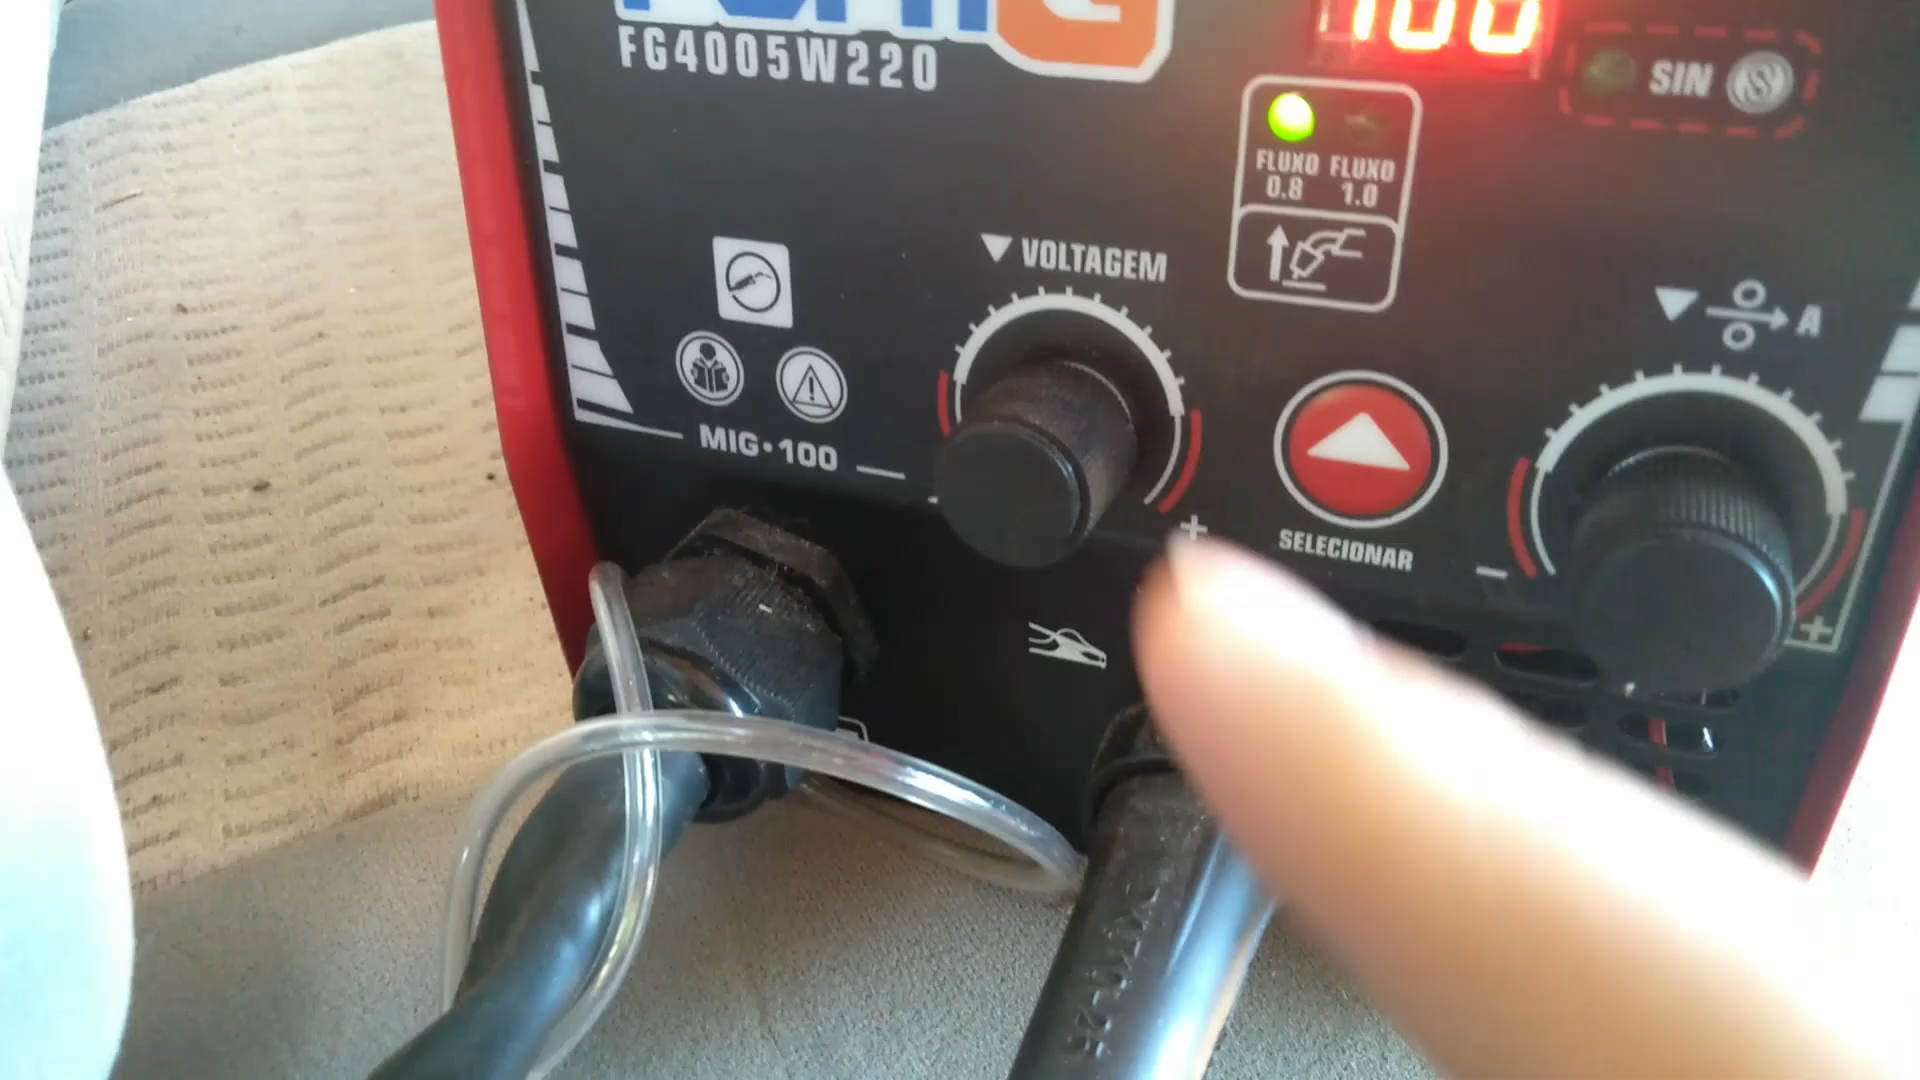 FG4005W220
100
SIN S
FLUXO FLUXO
0.8 1.0
VOLTAGEM
A
MIG•100
- +
SELECIONAR
- +